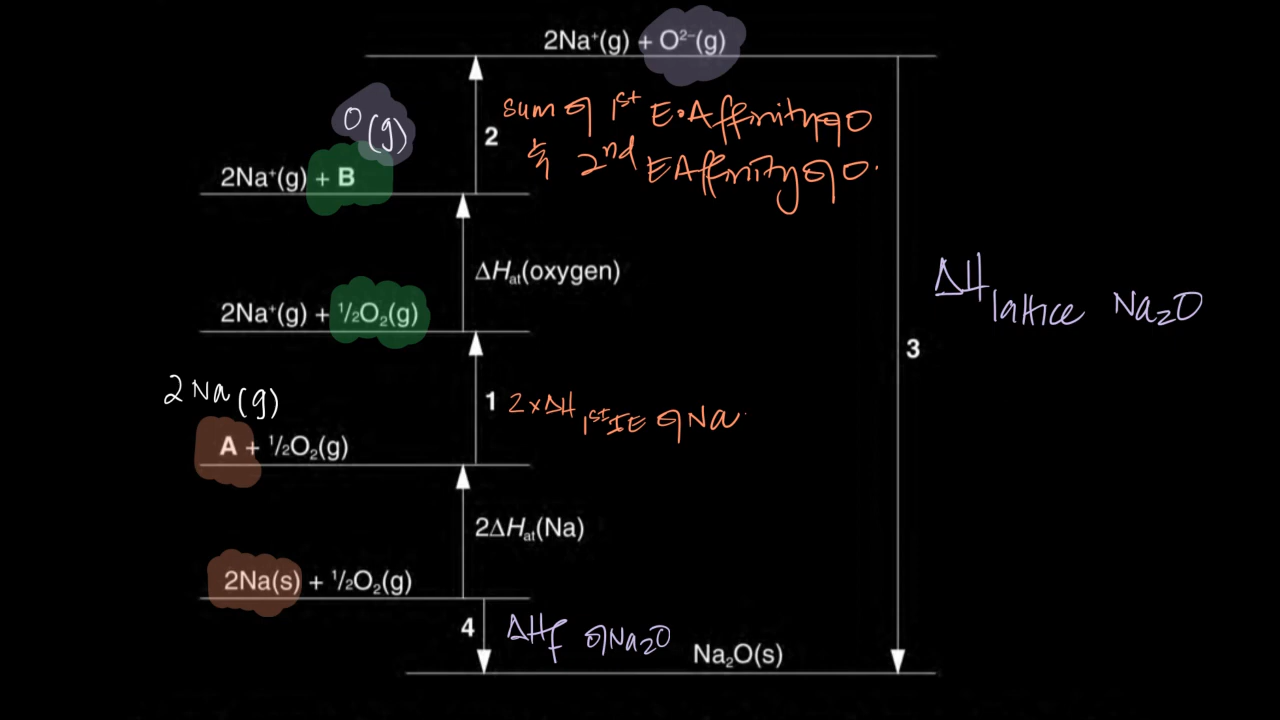 2Na⁺(g) + O²⁻(g)
O(g)
2 sum of 1st E.Affinity of O
& 2nd E Affinity of O.
2Na⁺(g) + B
ΔHat(oxygen)
ΔH lattice Na₂O
2Na⁺(g) + ½O₂(g)
3
2Na(g)
1 2×ΔH 1st IE of Na
A + ½O₂(g)
2ΔHat(Na)
2Na(s) + ½O₂(g)
4 ΔHf of Na₂O
Na₂O(s)